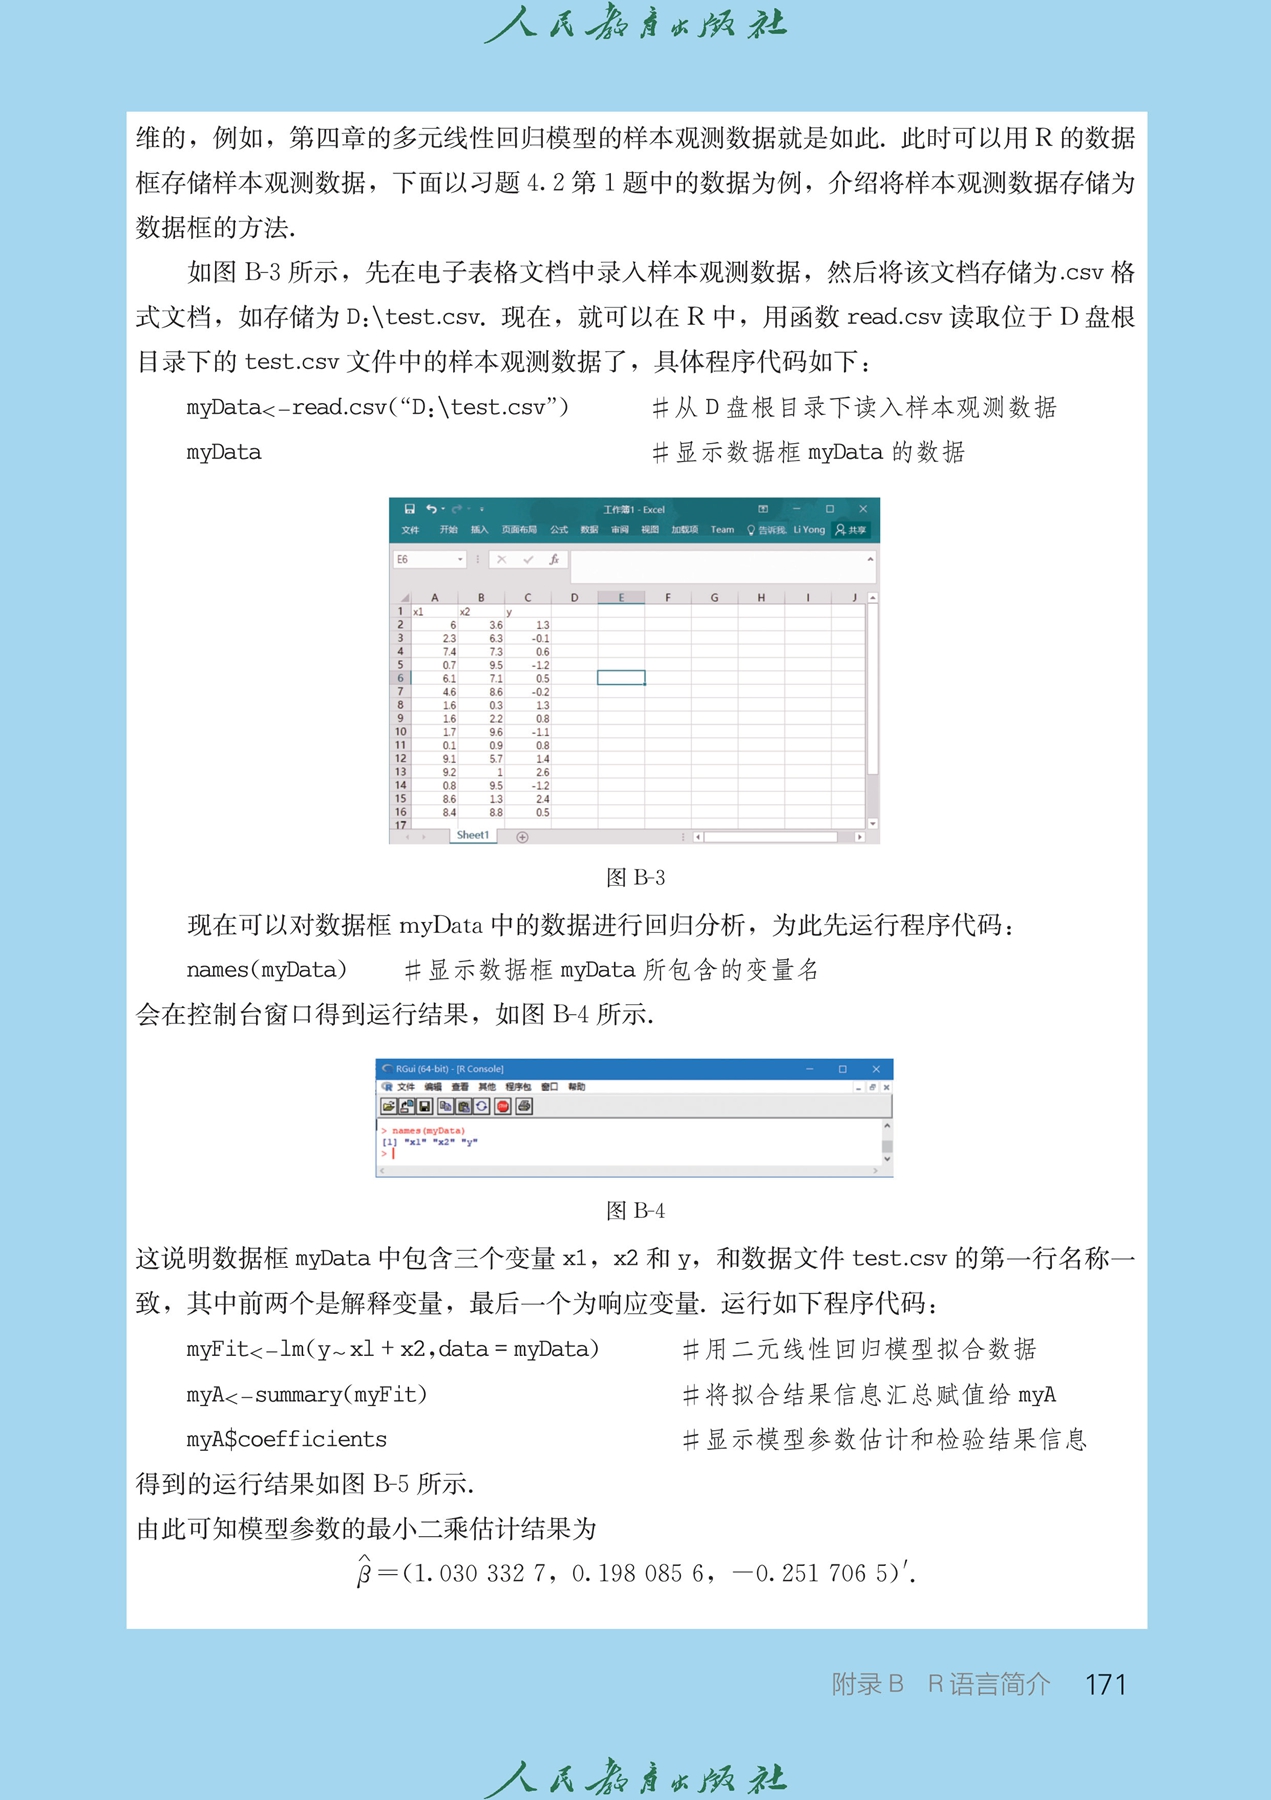 人民教育出版社
维的，例如，第四章的多元线性回归模型的样本观测数据就是如此. 此时可以用 R 的数据
框存储样本观测数据，下面以习题 4.2 第 1 题中的数据为例，介绍将样本观测数据存储为
数据框的方法.
如图 B-3 所示，先在电子表格文档中录入样本观测数据，然后将该文档存储为.csv 格
式文档，如存储为 D:\test.csv. 现在，就可以在 R 中，用函数 read.csv 读取位于 D 盘根
目录下的 test.csv 文件中的样本观测数据了，具体程序代码如下：
myData<-read.csv(“D:\test.csv”) #从 D 盘根目录下读入样本观测数据
myData #显示数据框 myData 的数据
工作簿1 - Excel
文件 开始 插入 页面布局 公式 数据 审阅 视图 加载项 Team 告诉我 Li Yong 共享
E6 fx
A B C D E F G H I J
1 x1 x2 y
2 6 3.6 1.3
3 2.3 6.3 -0.1
4 7.4 7.3 0.6
5 0.7 9.5 -1.2
6 6.1 7.1 0.5
7 4.6 8.6 -0.2
8 1.6 0.3 1.3
9 1.6 2.2 0.8
10 1.7 9.6 -1.1
11 0.1 0.9 0.8
12 9.1 5.7 1.4
13 9.2 1 2.6
14 0.8 9.5 -1.2
15 8.6 1.3 2.4
16 8.4 8.8 0.5
17
Sheet1
图 B-3
现在可以对数据框 myData 中的数据进行回归分析，为此先运行程序代码：
names(myData) #显示数据框 myData 所包含的变量名
会在控制台窗口得到运行结果，如图 B-4 所示.
RGui (64-bit) - [R Console]
文件 编辑 查看 其他 程序包 窗口 帮助
> names(myData)
[1] "x1" "x2" "y"
>
图 B-4
这说明数据框 myData 中包含三个变量 x1，x2 和 y，和数据文件 test.csv 的第一行名称一
致，其中前两个是解释变量，最后一个为响应变量. 运行如下程序代码：
myFit<-lm(y~x1+x2,data=myData) #用二元线性回归模型拟合数据
myA<-summary(myFit) #将拟合结果信息汇总赋值给 myA
myA$coefficients #显示模型参数估计和检验结果信息
得到的运行结果如图 B-5 所示.
由此可知模型参数的最小二乘估计结果为
β̂=(1.030 332 7，0.198 085 6，-0.251 706 5)′.
附录 B R 语言简介 171
人民教育出版社